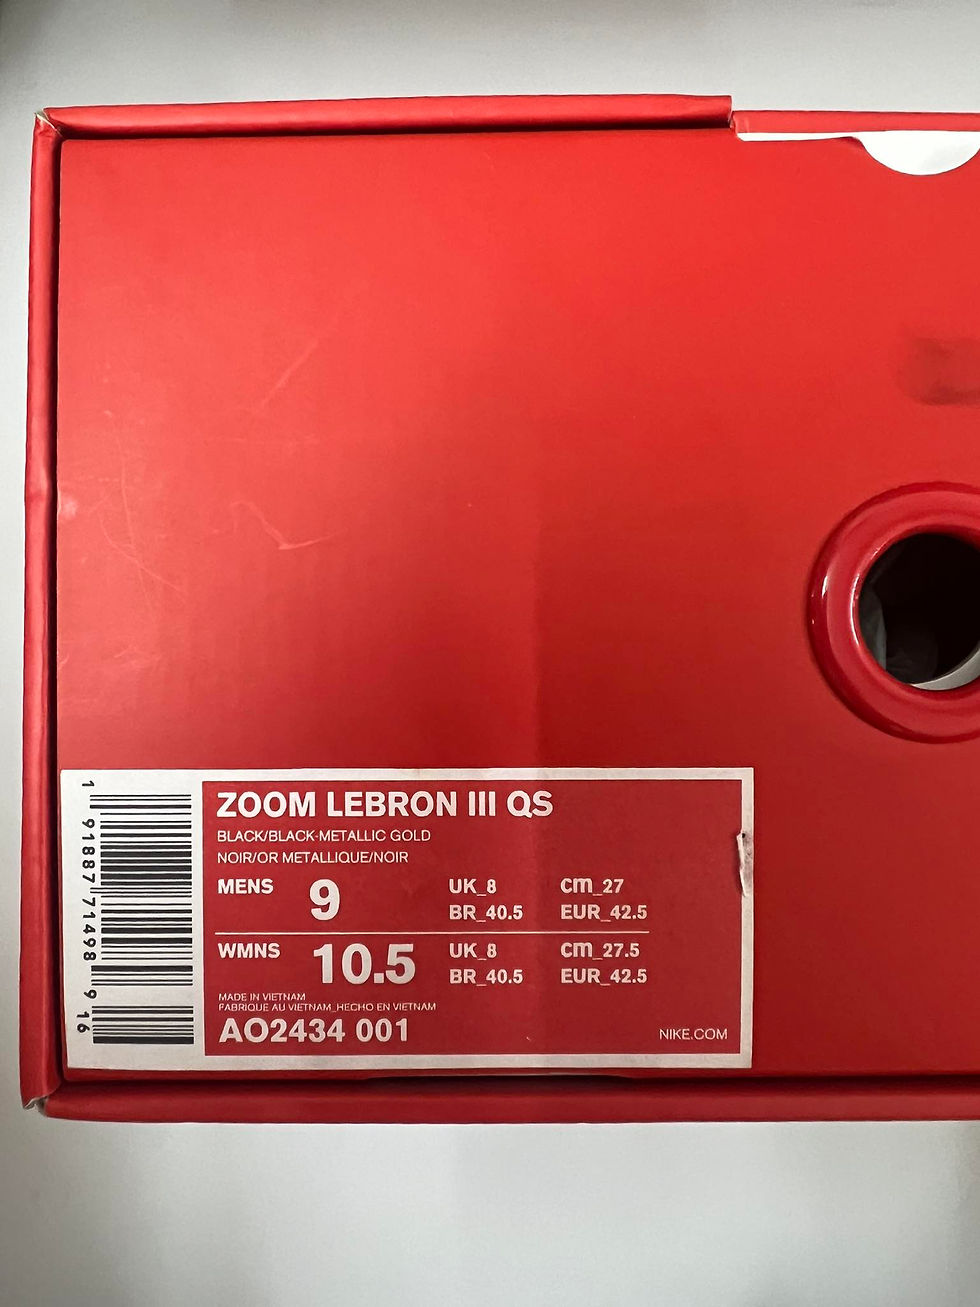 ZOOM LEBRON III QS
BLACK/BLACK-METALLIC GOLD
NOIR/OR METALLIQUE/NOIR
MENS 9 UK_8 cm_27
BR_40.5 EUR_42.5
WMNS 10.5 UK_8 cm_27.5
BR_40.5 EUR_42.5
MADE IN VIETNAM
FABRIQUE AU VIETNAM_HECHO EN VIETNAM
AO2434 001 NIKE.COM
1 91887 71498 9 16